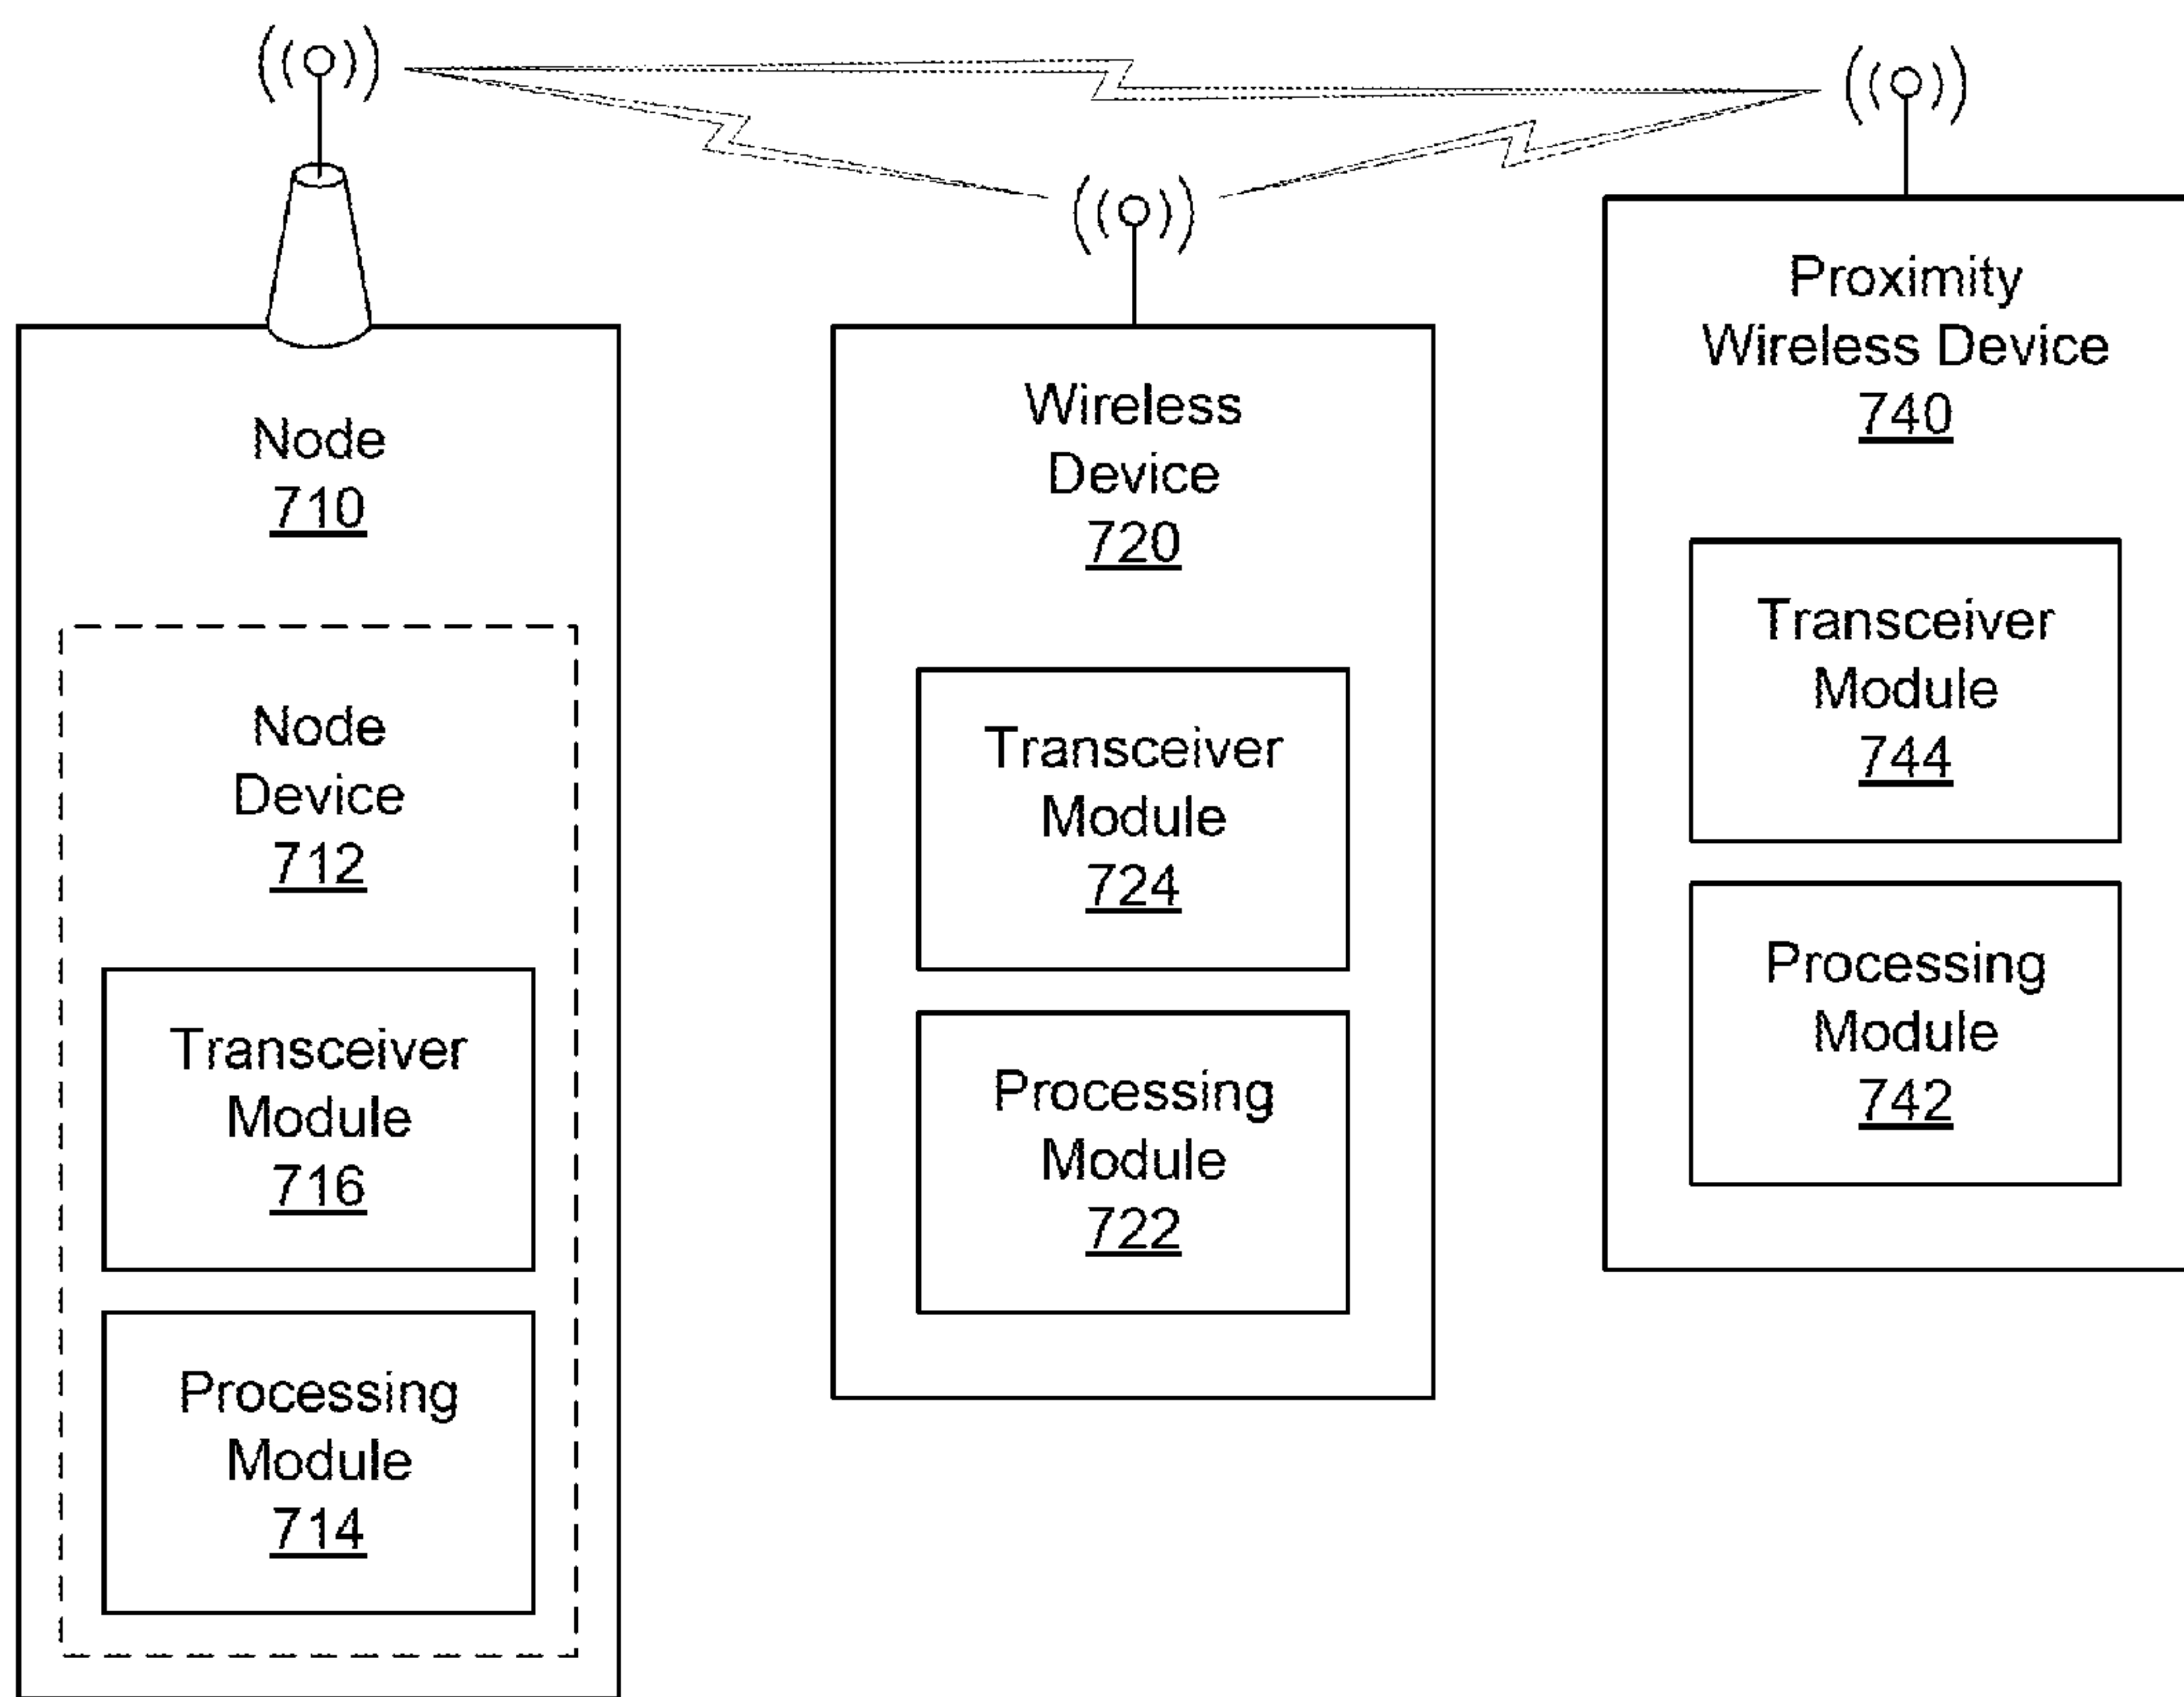 Node
710
Node
Device
712
Transceiver
Module
716
Processing
Module
714
Wireless
Device
720
Transceiver
Module
724
Processing
Module
722
Proximity
Wireless Device
740
Transceiver
Module
744
Processing
Module
742